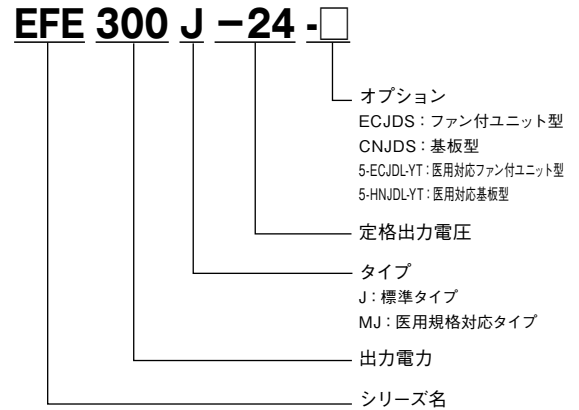 EFE 300 J －24 -□
オプション
ECJDS：ファン付ユニット型
CNJDS：基板型
5-ECJDL-YT：医用対応ファン付ユニット型
5-HNJDL-YT：医用対応基板型
定格出力電圧
タイプ
J：標準タイプ
MJ：医用規格対応タイプ
出力電力
シリーズ名